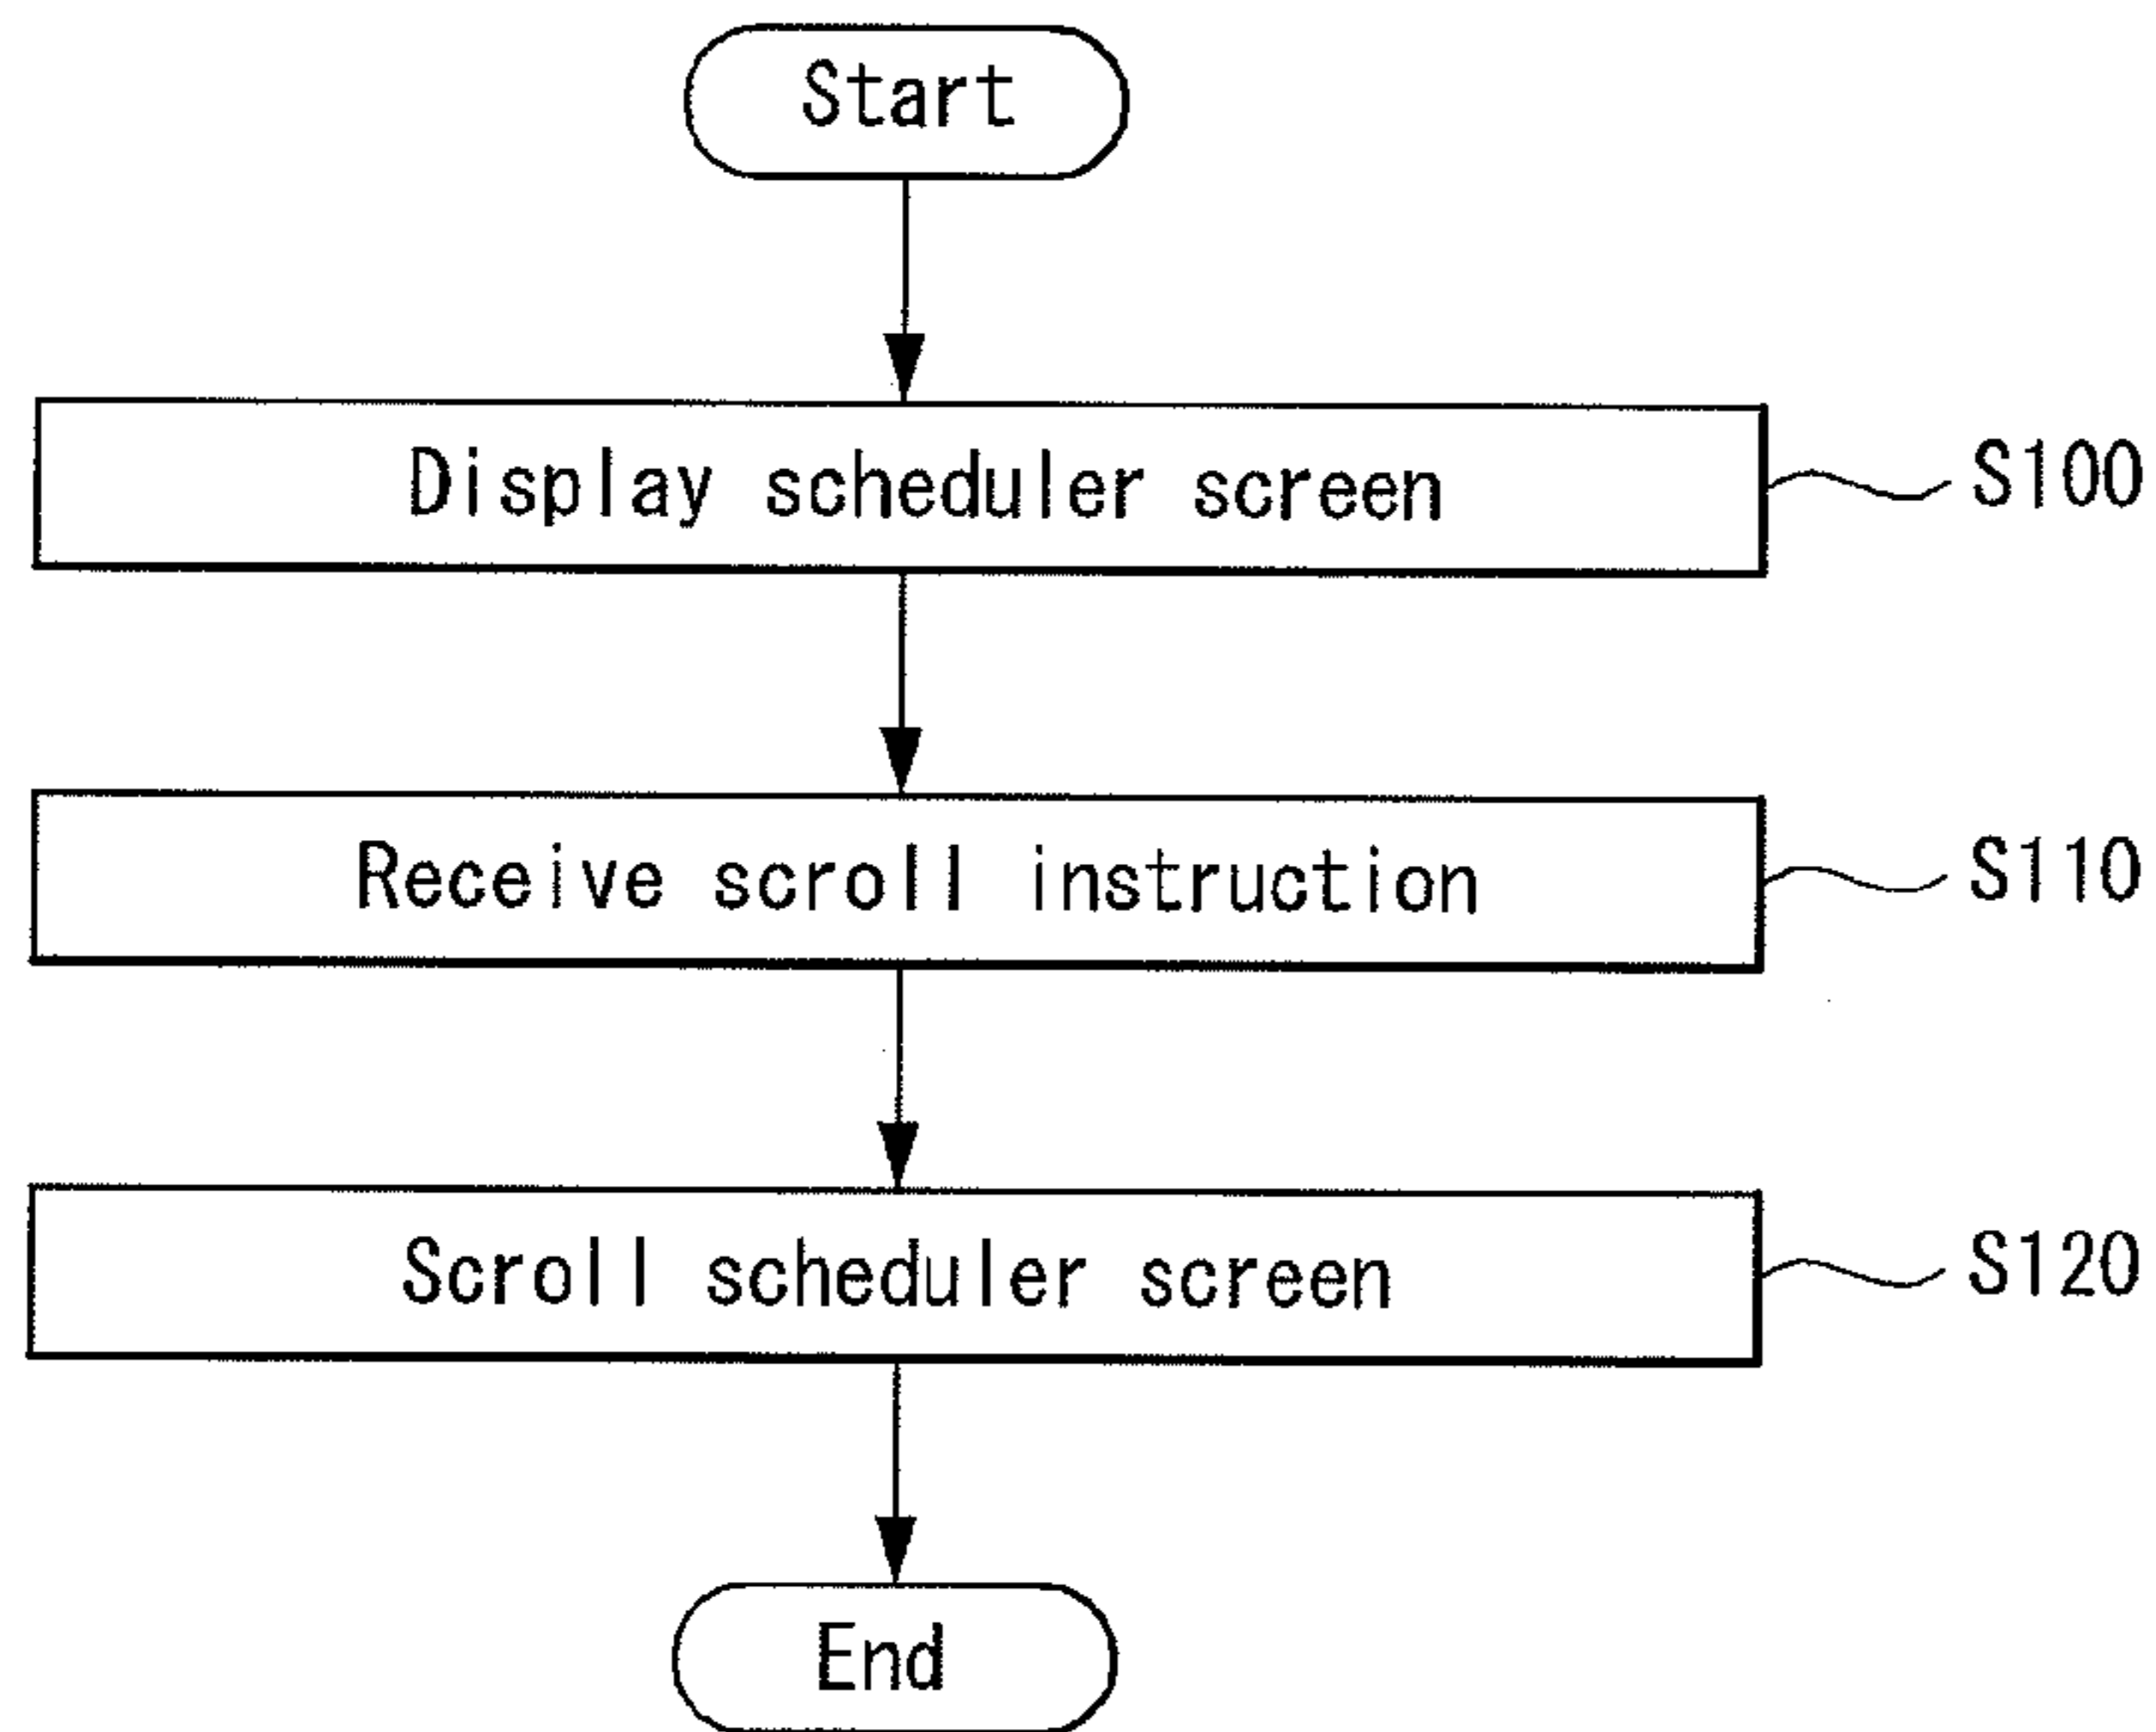 Start
Display scheduler screen S100
Receive scroll instruction S110
Scroll scheduler screen S120
End